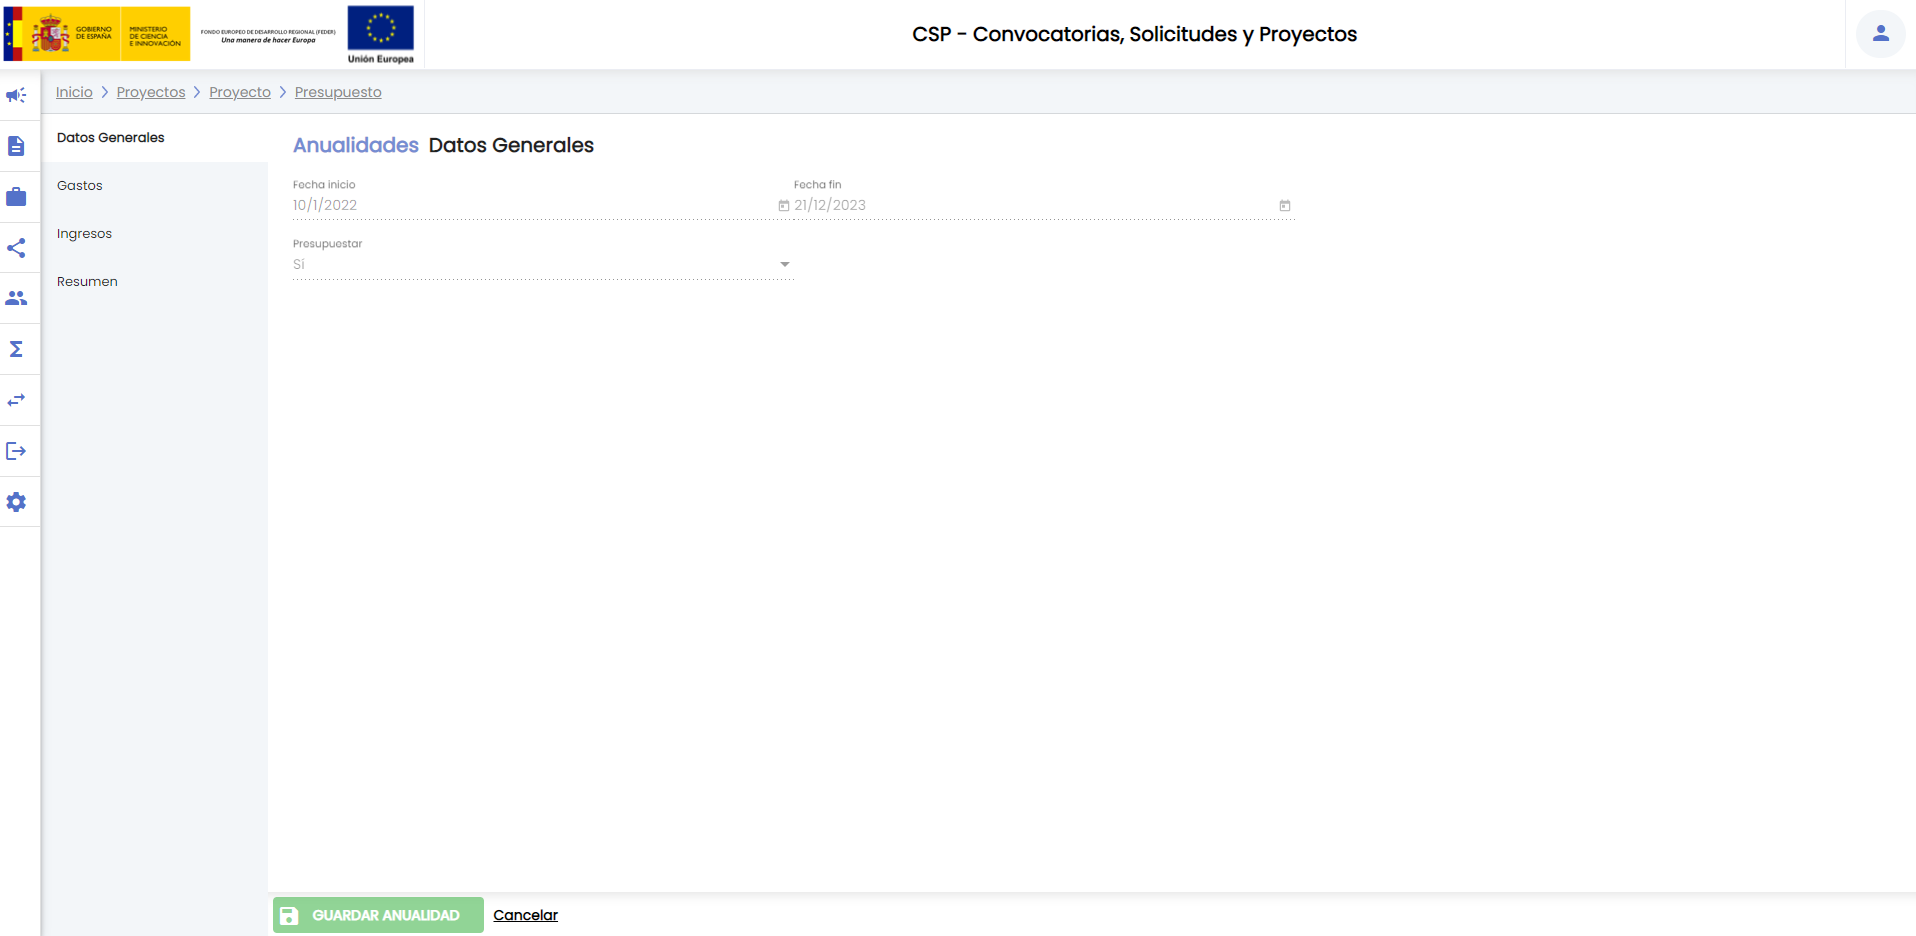 GOBIERNO
DE ESPAÑA
MINISTERIO
DE CIENCIA
E INNOVACIÓN
FONDO EUROPEO DE DESARROLLO REGIONAL (FEDER)
Una manera de hacer Europa
Unión Europea
CSP - Convocatorias, Solicitudes y Proyectos
Inicio Proyectos Proyecto Presupuesto
Datos Generales
Gastos
Ingresos
Resumen
Anualidades Datos Generales
Fecha inicio Fecha fin
10/1/2022 21/12/2023
Presupuestar
Sí
GUARDAR ANUALIDAD Cancelar